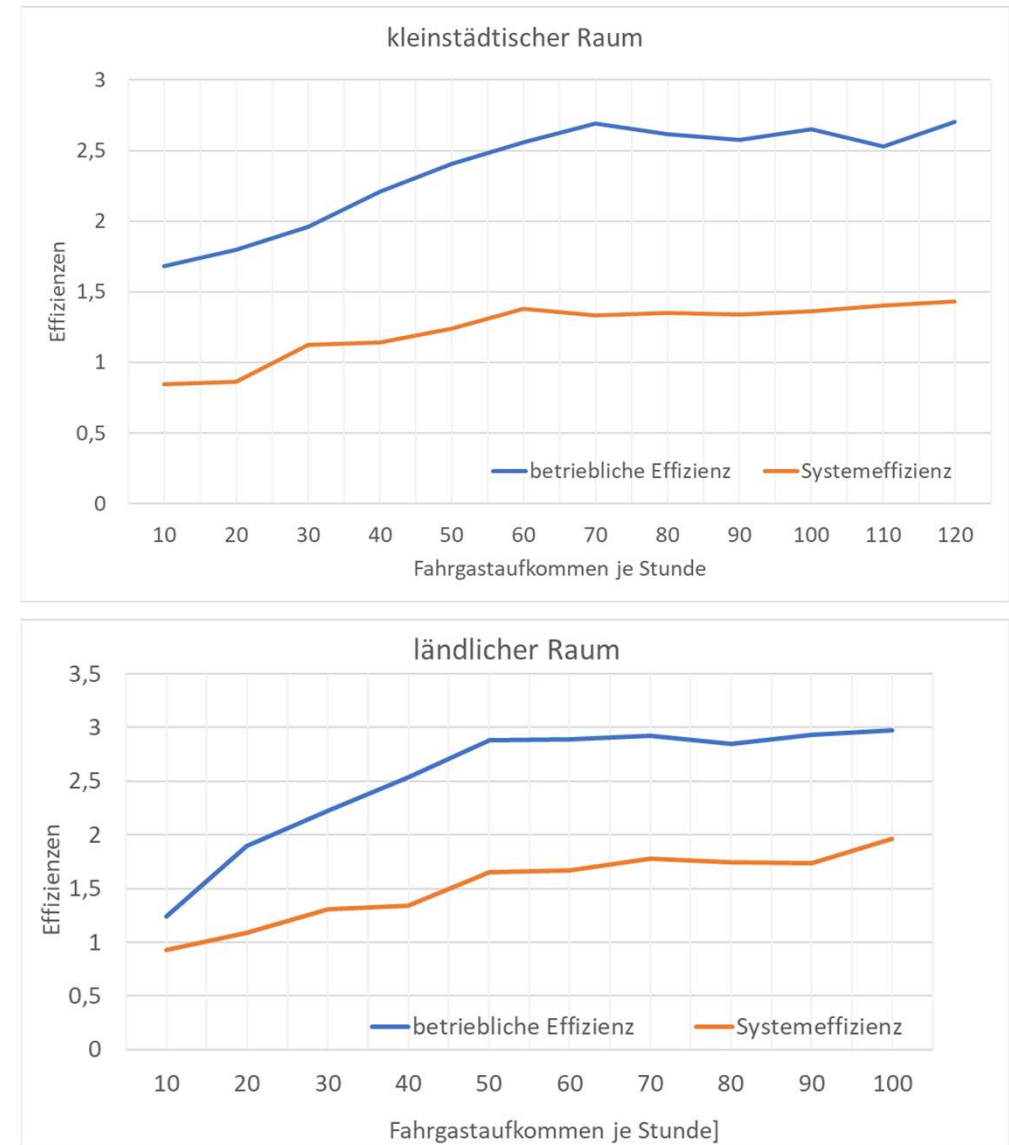 kleinstädtischer Raum
3
2,5
2
1,5
1
0,5
0
Effizienzen
betriebliche Effizienz Systemeffizienz
10 20 30 40 50 60 70 80 90 100 110 120
Fahrgastaufkommen je Stunde
ländlicher Raum
3,5
3
2,5
2
1,5
1
0,5
0
Effizienzen
betriebliche Effizienz Systemeffizienz
10 20 30 40 50 60 70 80 90 100
Fahrgastaufkommen je Stunde]